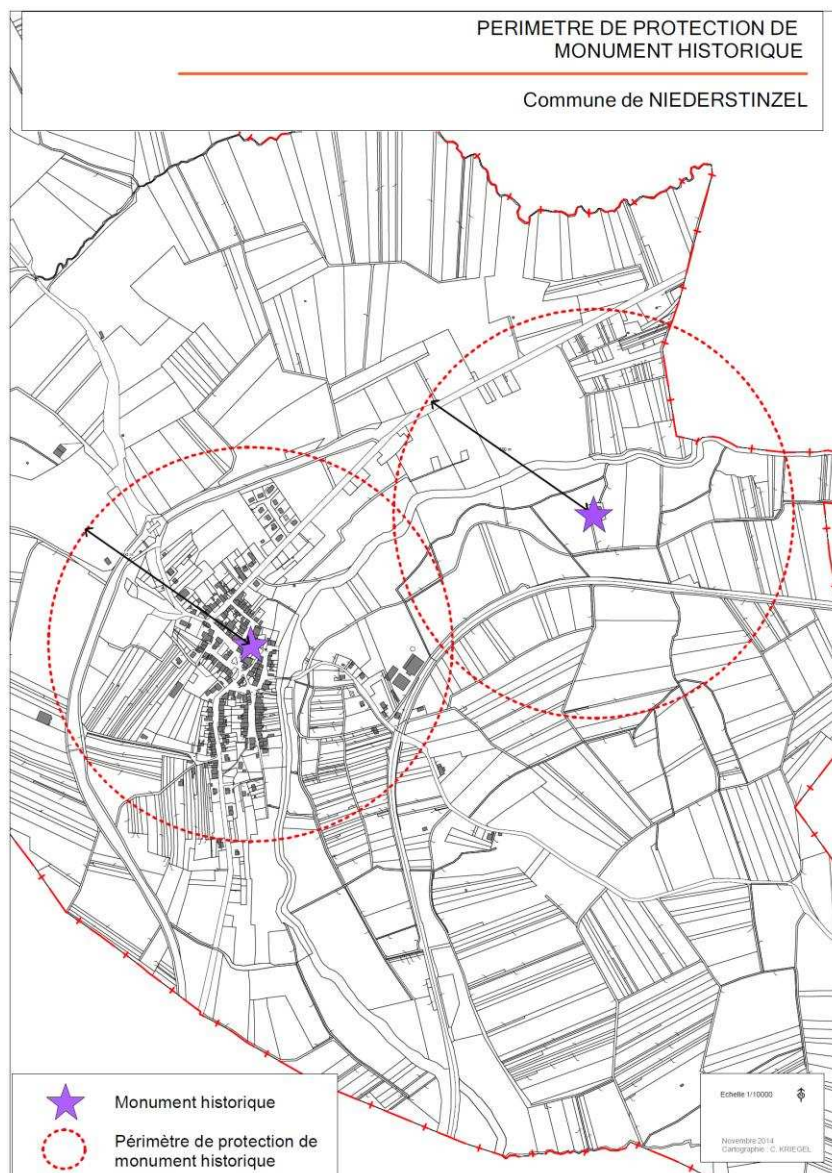 PERIMETRE DE PROTECTION DE
MONUMENT HISTORIQUE
Commune de NIEDERSTINZEL
Monument historique
Périmètre de protection de
monument historique
Echelle 1/10000
Novembre 2014
Cartographie : C. KRIEGEL